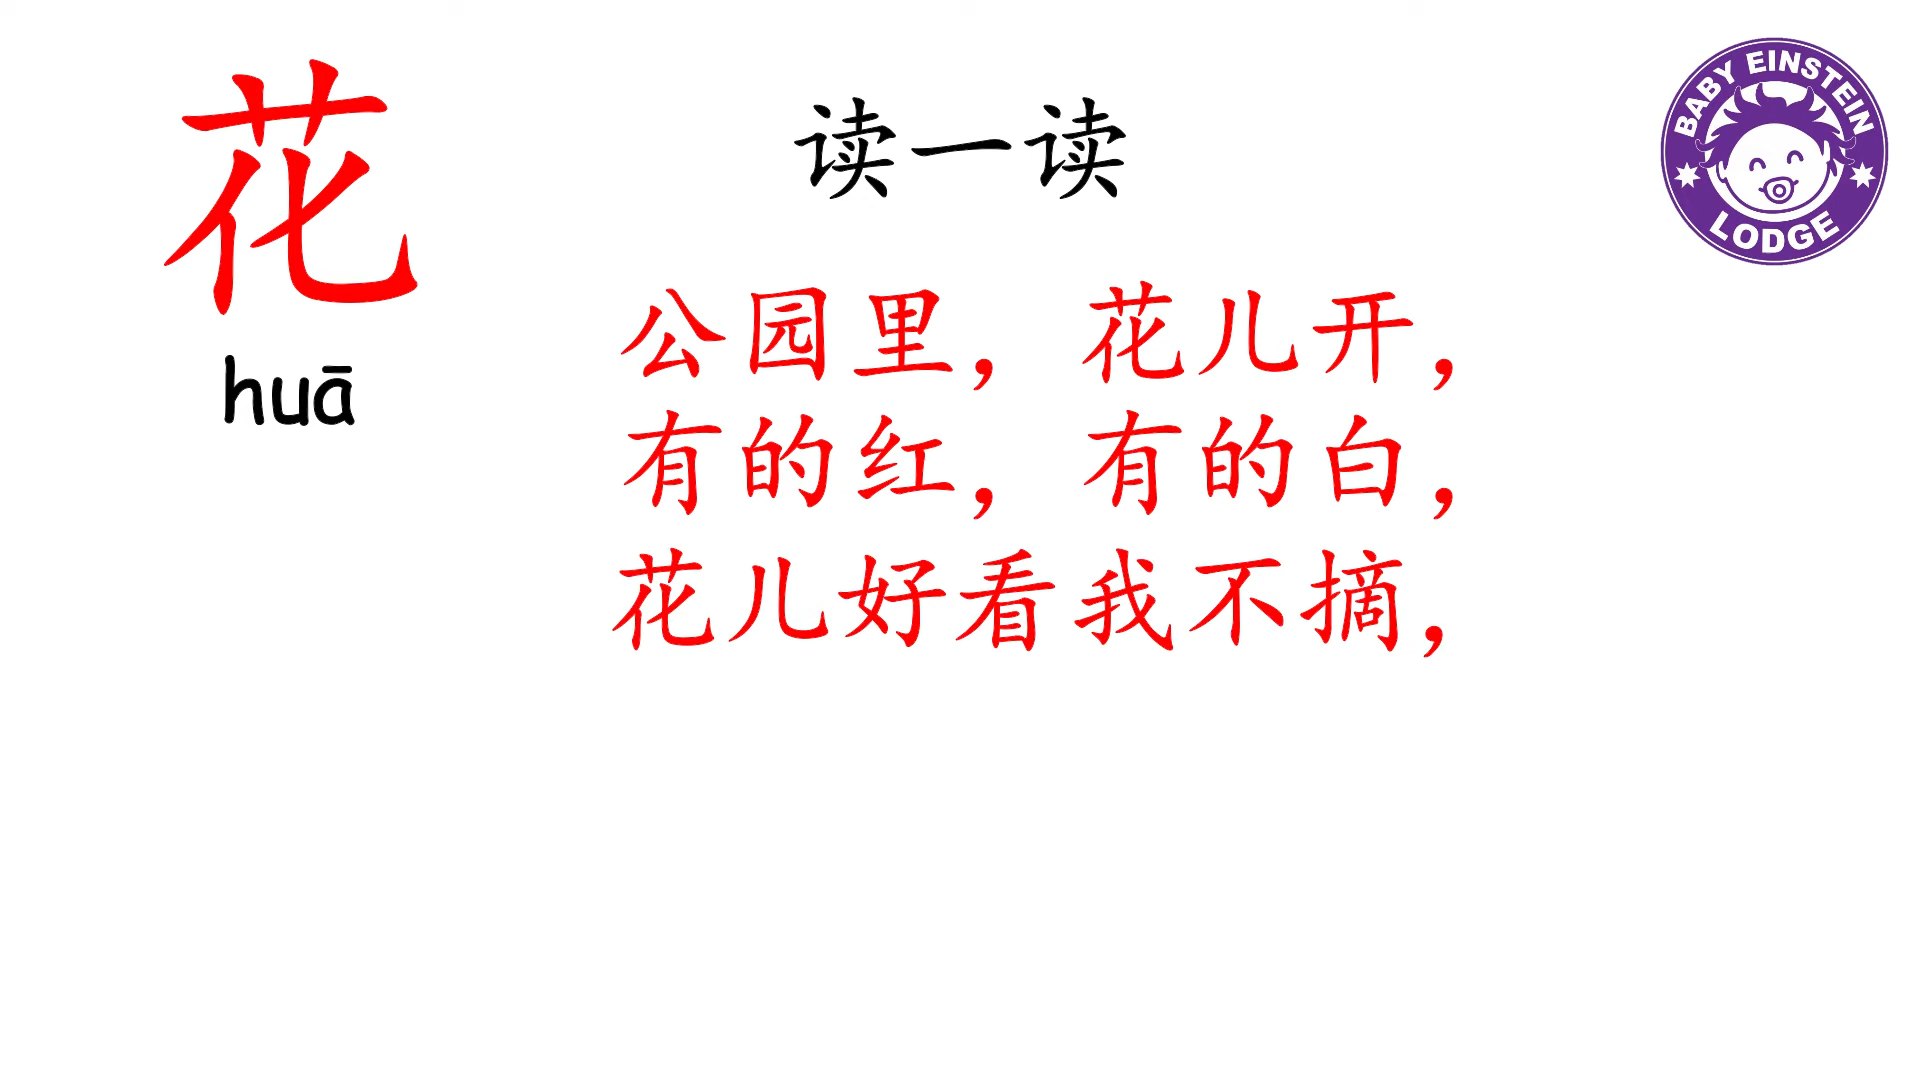 花
huā
读一读
BABY EINSTEIN
LODGE
公园里，花儿开，
有的红，有的白，
花儿好看我不摘，